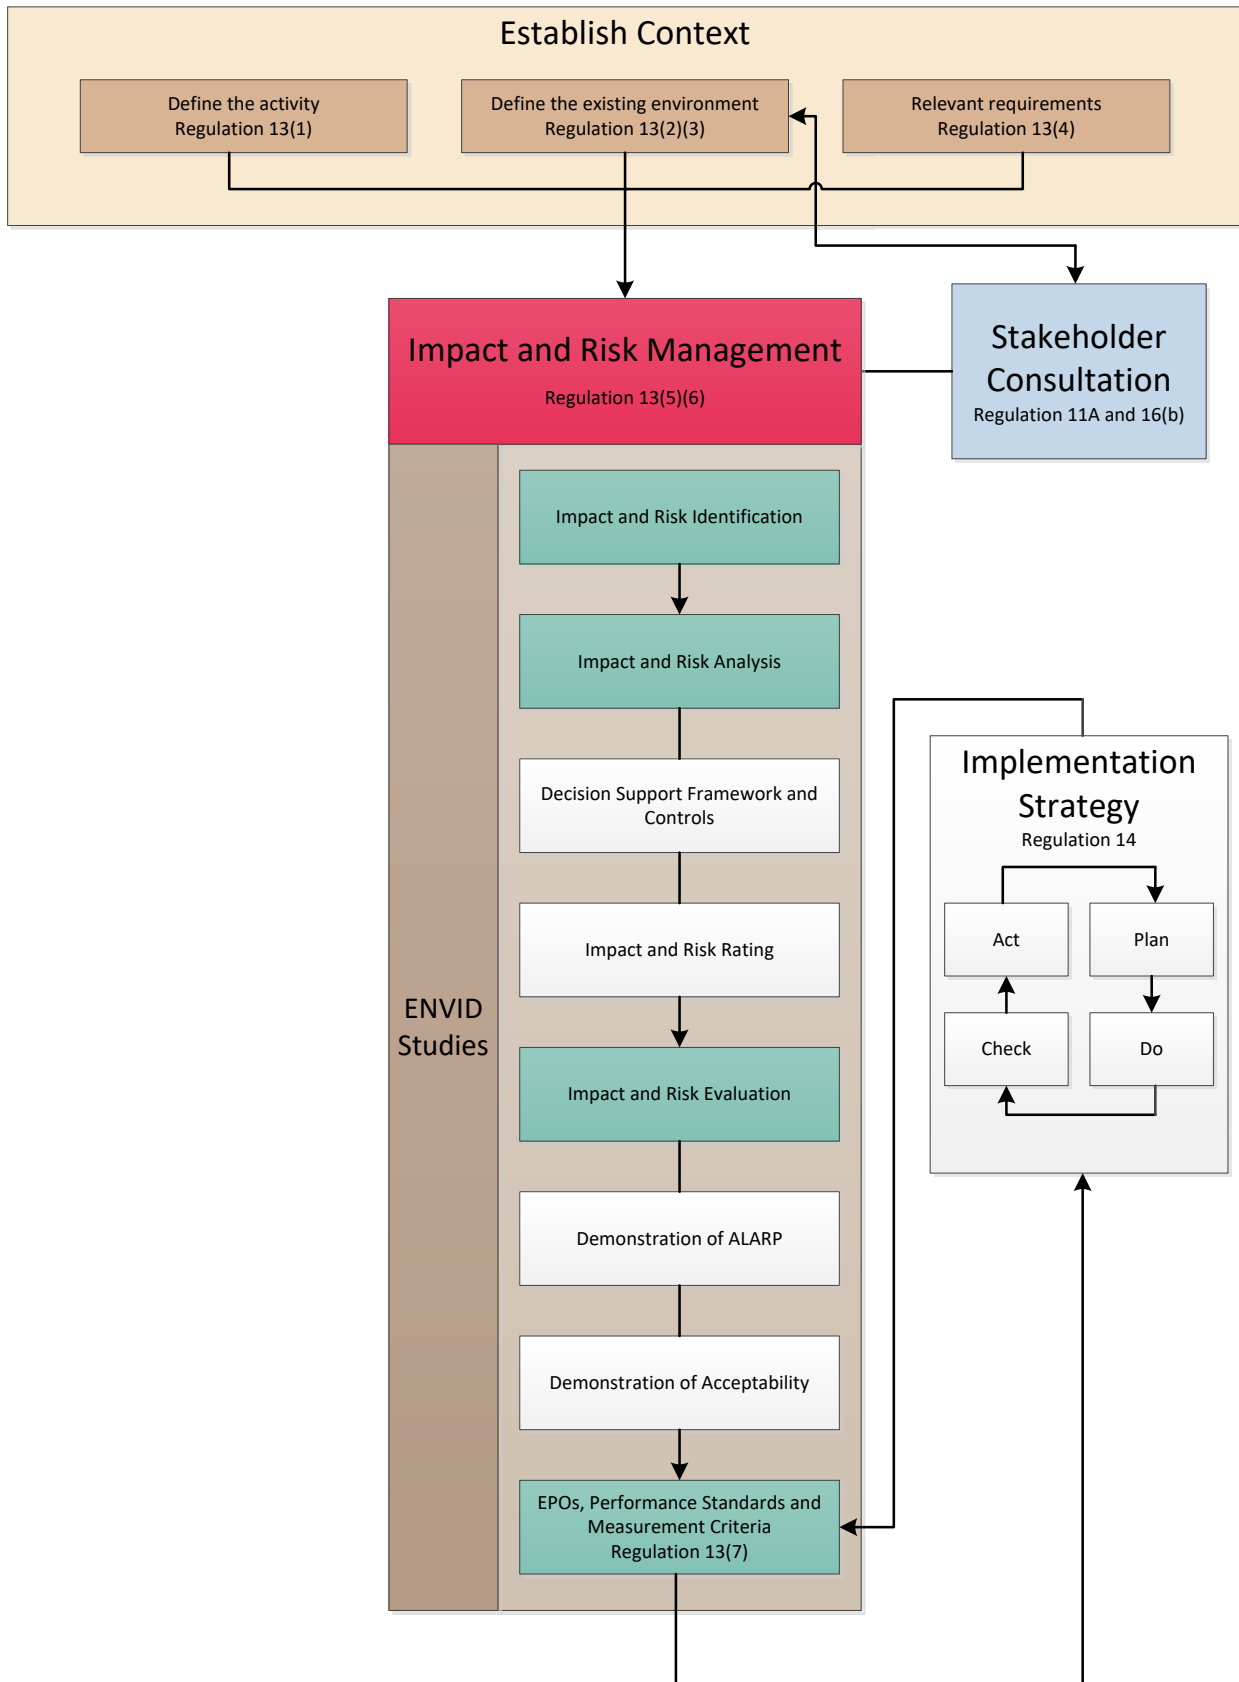 Establish Context
Define the activity
Regulation 13(1)
Define the existing environment
Regulation 13(2)(3)
Relevant requirements
Regulation 13(4)
Impact and Risk Management
Regulation 13(5)(6)
Stakeholder
Consultation
Regulation 11A and 16(b)
ENVID
Studies
Impact and Risk Identification
Impact and Risk Analysis
Decision Support Framework and
Controls
Impact and Risk Rating
Impact and Risk Evaluation
Demonstration of ALARP
Demonstration of Acceptability
EPOs, Performance Standards and
Measurement Criteria
Regulation 13(7)
Implementation
Strategy
Regulation 14
Act
Plan
Check
Do